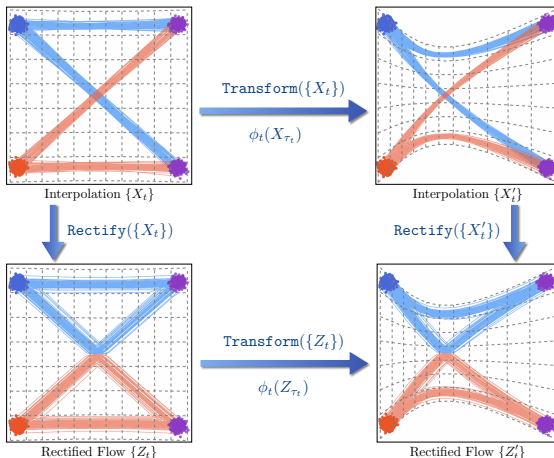 Transform({X_t})
ϕ_t(X_{τ_t})
Interpolation {X_t}
Interpolation {X'_t}
Rectify({X_t})
Rectify({X'_t})
Transform({Z_t})
ϕ_t(Z_{τ_t})
Rectified Flow {Z_t}
Rectified Flow {Z'_t}